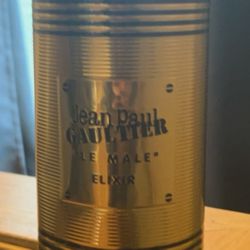 Jean Paul
GAULTIER
"LE MALE"
ELIXIR